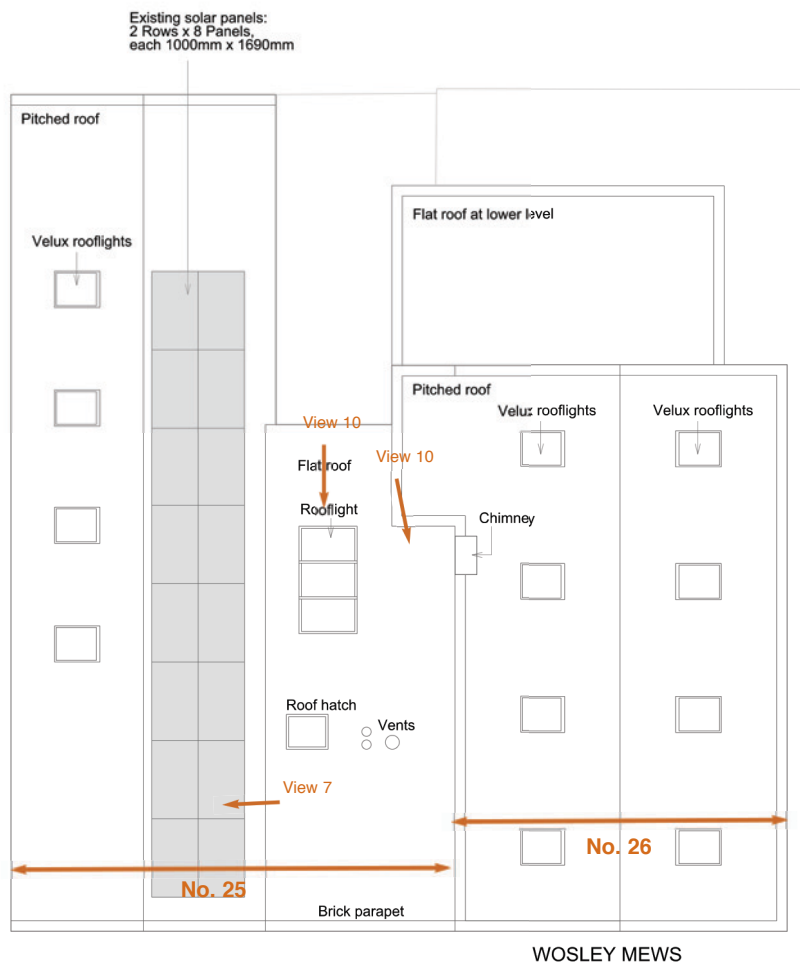 Existing solar panels:
2 Rows x 8 Panels,
each 1000mm x 1690mm
Pitched roof
Flat roof at lower level
Velux rooflights
Pitched roof
Velux rooflights
Velux rooflights
View 10
View 10
Flat roof
Rooflight
Chimney
Roof hatch
Vents
View 7
No. 26
No. 25
Brick parapet
WOSLEY MEWS